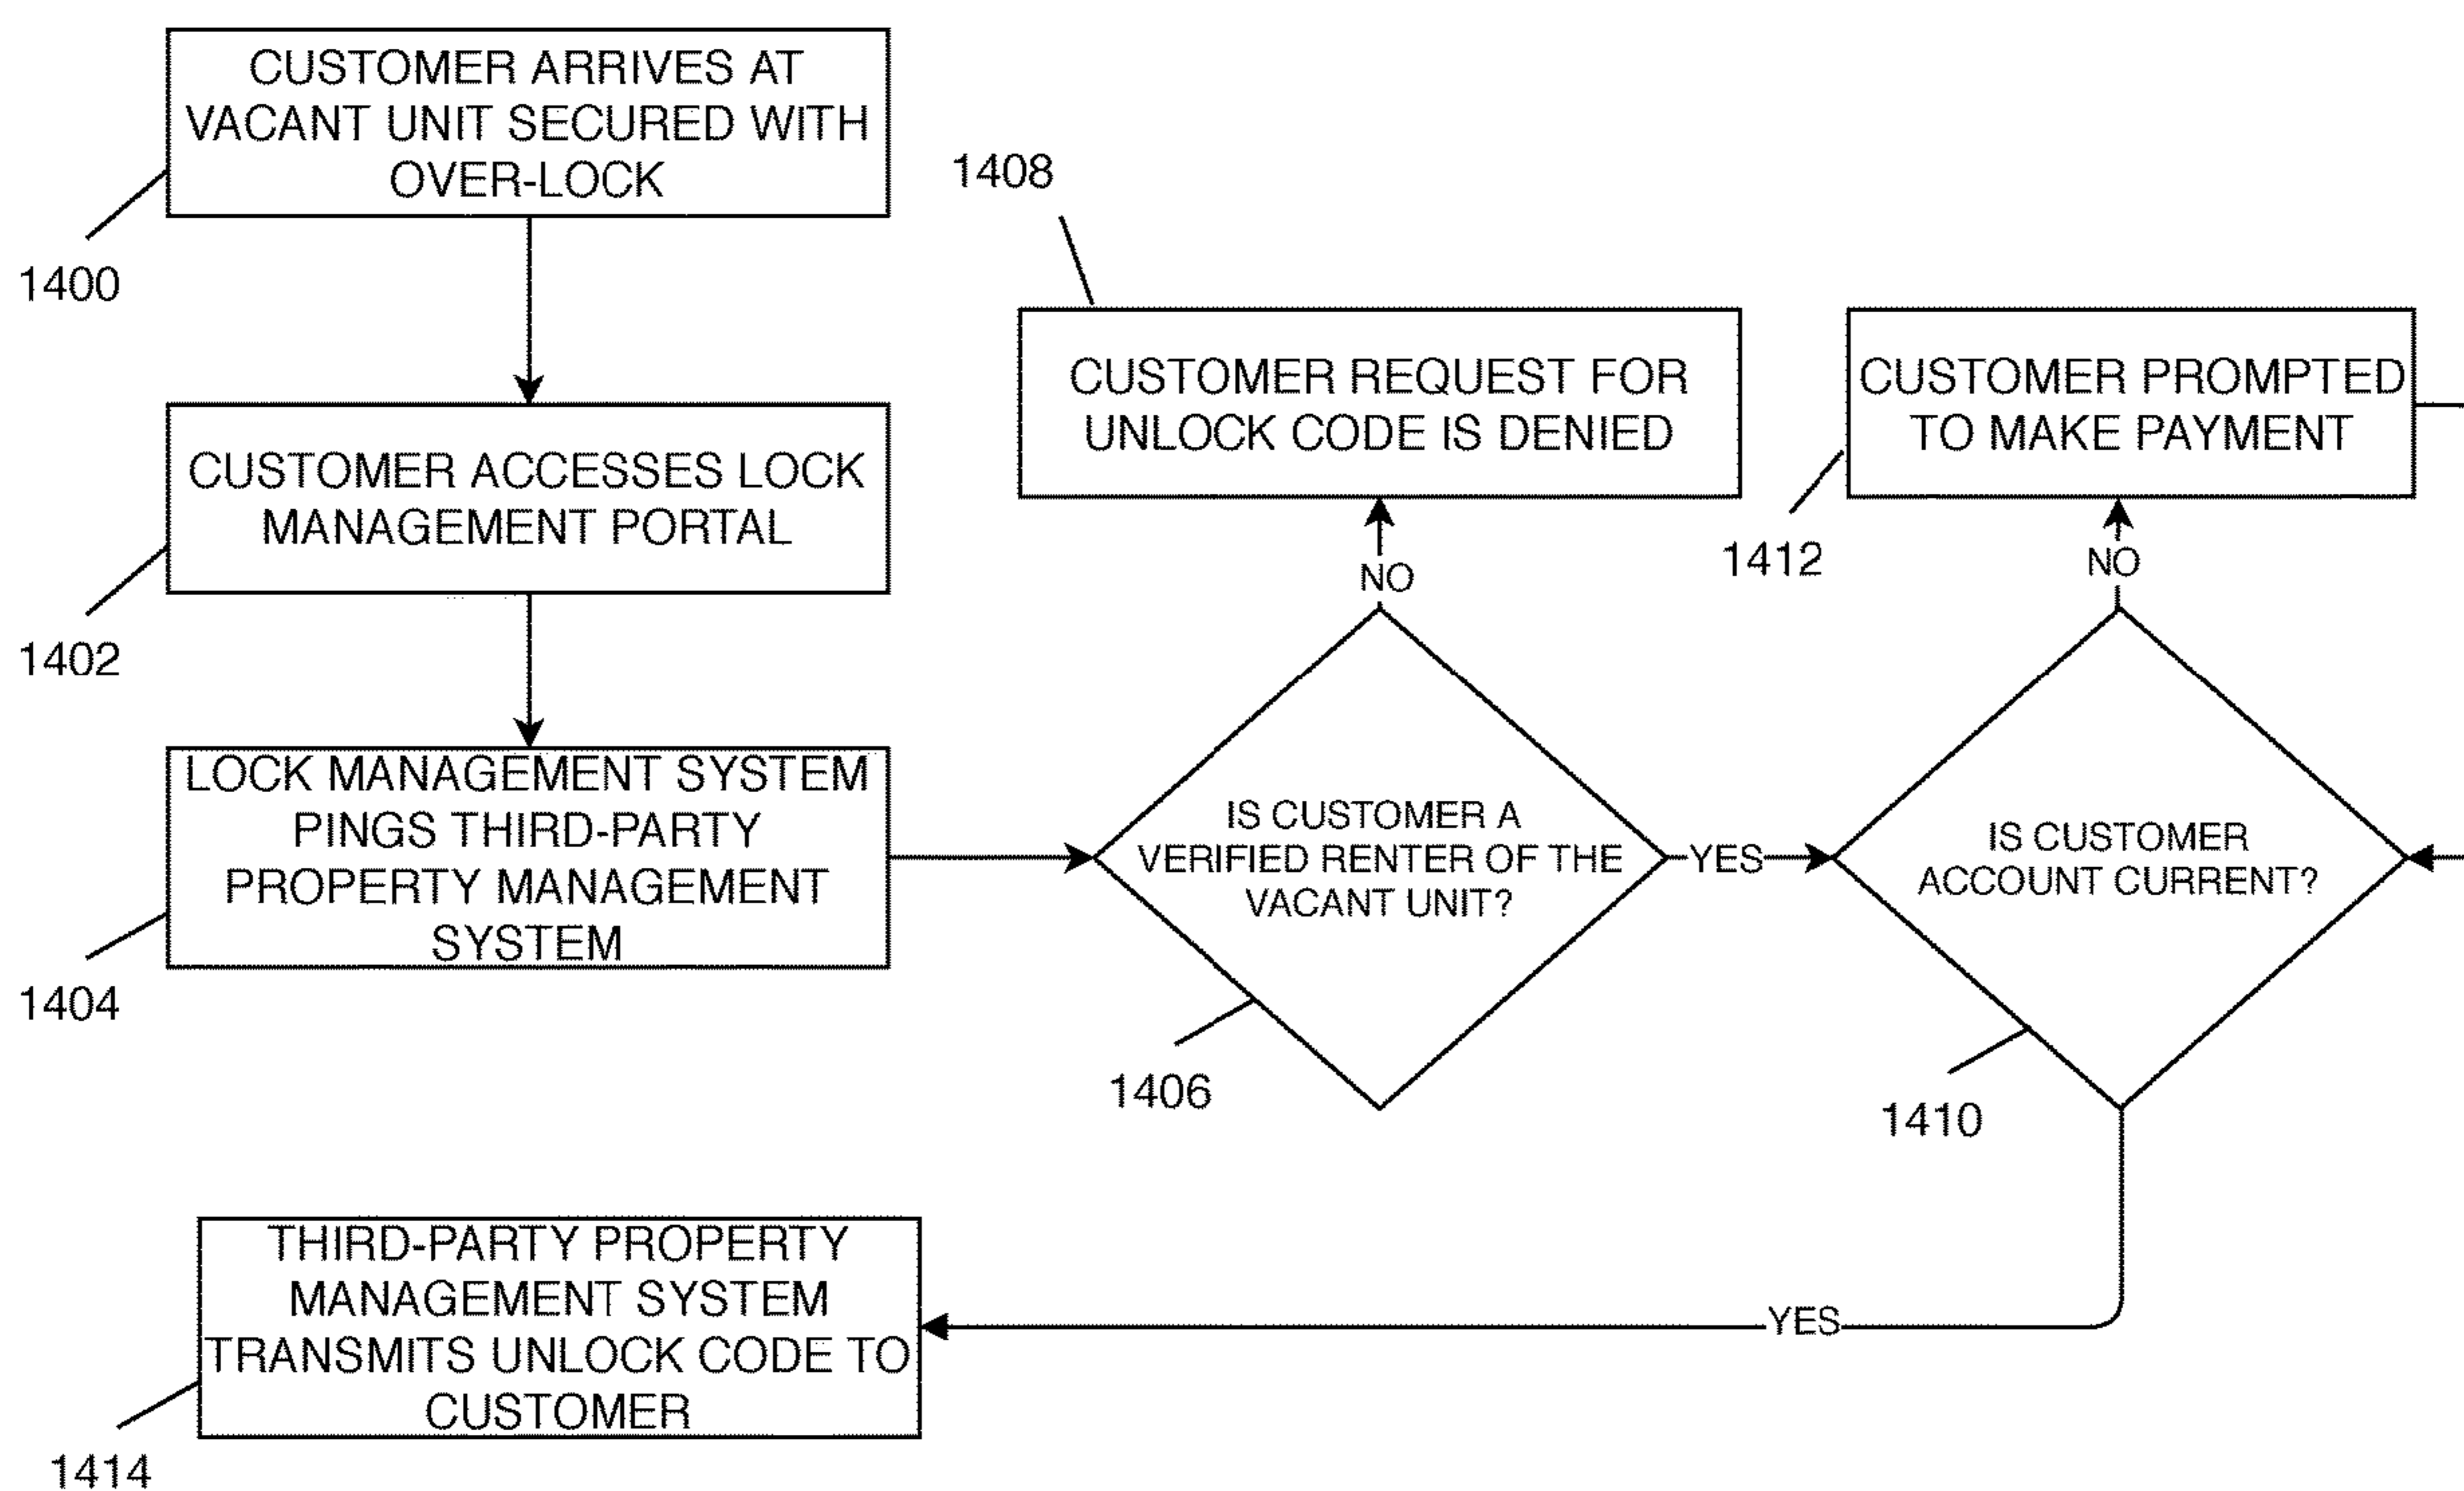 CUSTOMER ARRIVES AT
VACANT UNIT SECURED WITH
OVER-LOCK
1400
CUSTOMER ACCESSES LOCK
MANAGEMENT PORTAL
1402
LOCK MANAGEMENT SYSTEM
PINGS THIRD-PARTY
PROPERTY MANAGEMENT
SYSTEM
1404
IS CUSTOMER A
VERIFIED RENTER OF THE
VACANT UNIT?
1406
NO
1408
CUSTOMER REQUEST FOR
UNLOCK CODE IS DENIED
YES
IS CUSTOMER
ACCOUNT CURRENT?
1410
NO
CUSTOMER PROMPTED
TO MAKE PAYMENT
1412
YES
THIRD-PARTY PROPERTY
MANAGEMENT SYSTEM
TRANSMITS UNLOCK CODE TO
CUSTOMER
1414